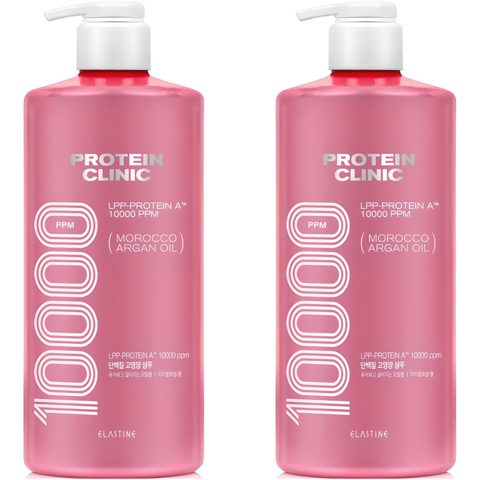 PROTEIN
CLINIC
LPP-PROTEIN A™
10000 PPM
(MOROCCO
ARGAN OIL)
10000
PPM
LPP-PROTEIN A™ 10000 ppm
단백질 고영양 샴푸
ELASTINE
PROTEIN
CLINIC
LPP-PROTEIN A™
10000 PPM
(MOROCCO
ARGAN OIL)
10000
PPM
LPP-PROTEIN A™ 10000 ppm
단백질 고영양 샴푸
ELASTINE